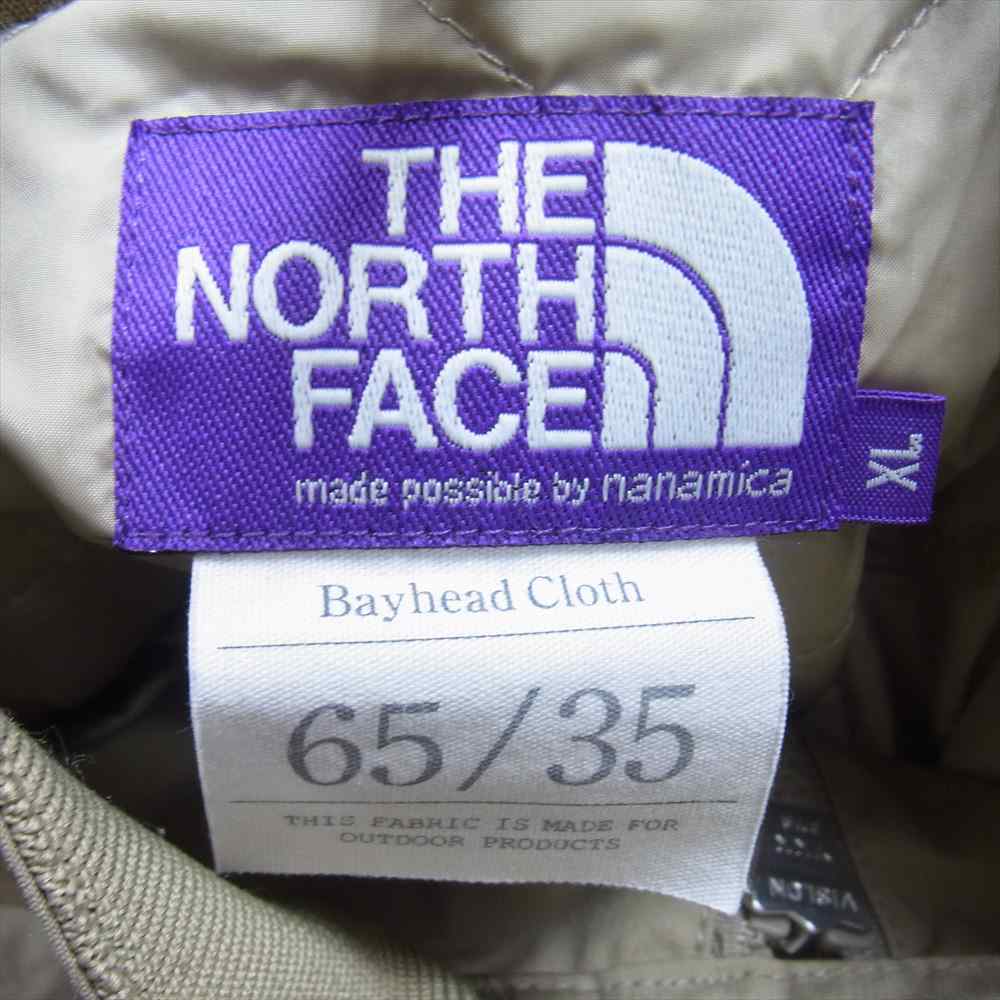 THE
NORTH
FACE
made possible by nanamica
XL
Bayhead Cloth
65/35
THIS FABRIC IS MADE FOR
OUTDOOR PRODUCTS
VISLON